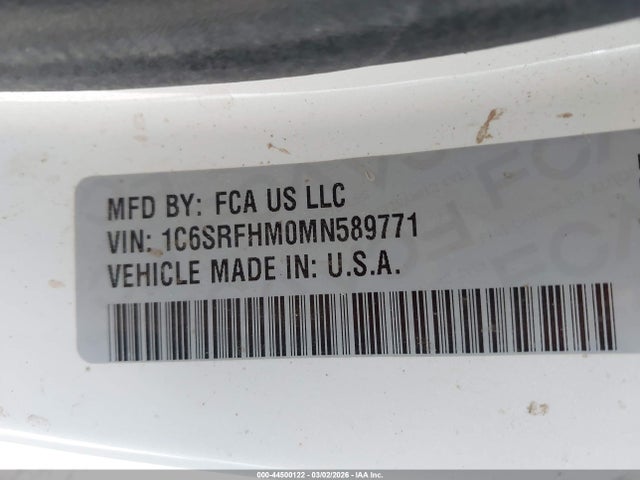 MFD BY: FCA US LLC
VIN: 1C6SRFHM0MN589771
VEHICLE MADE IN: U.S.A.
000-44500122 - 03/02/2026 - IAA Inc.